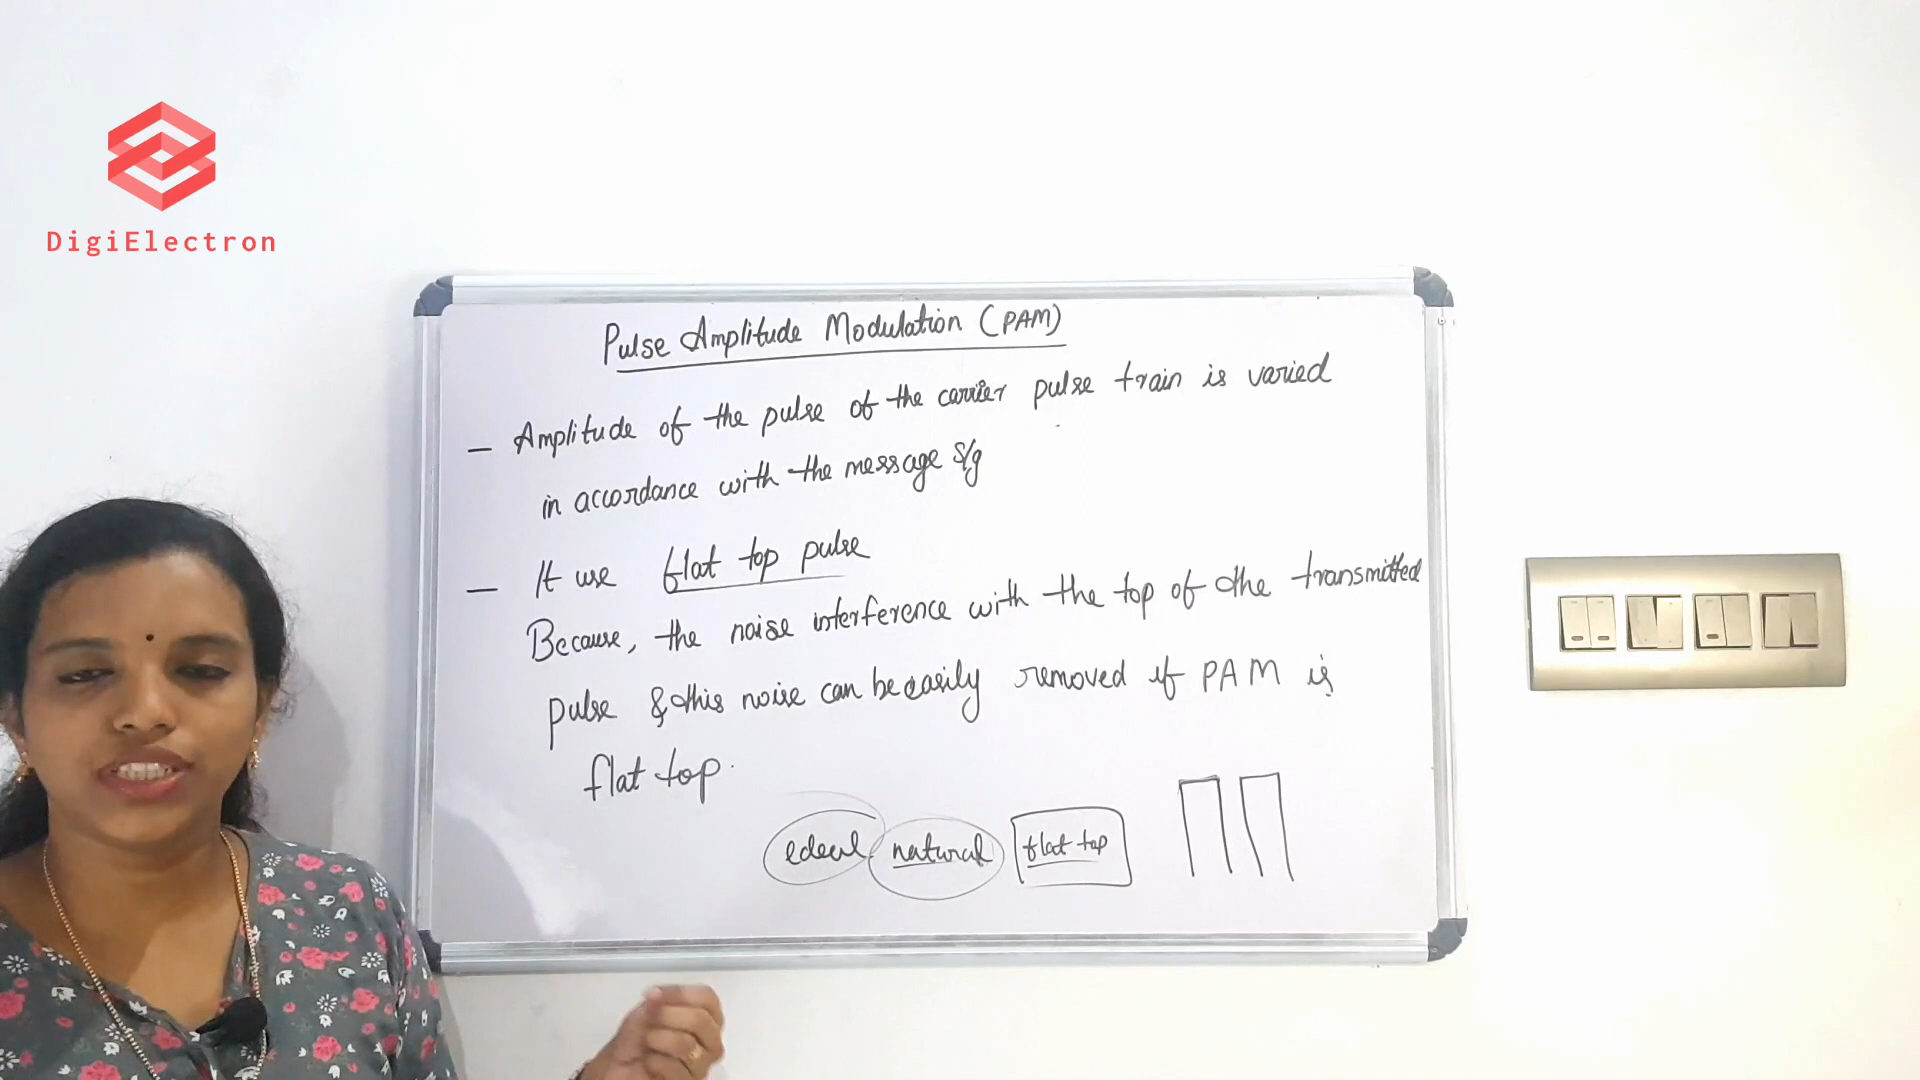 DigiElectron
Pulse Amplitude Modulation (PAM)
— Amplitude of the pulse of the carrier pulse train is varied
in accordance with the message s/g
— It use flat top pulse
Because, the noise interference with the top of the transmitted
pulse & this noise can be easily removed if PAM is
flat top.
ideal natural flat top